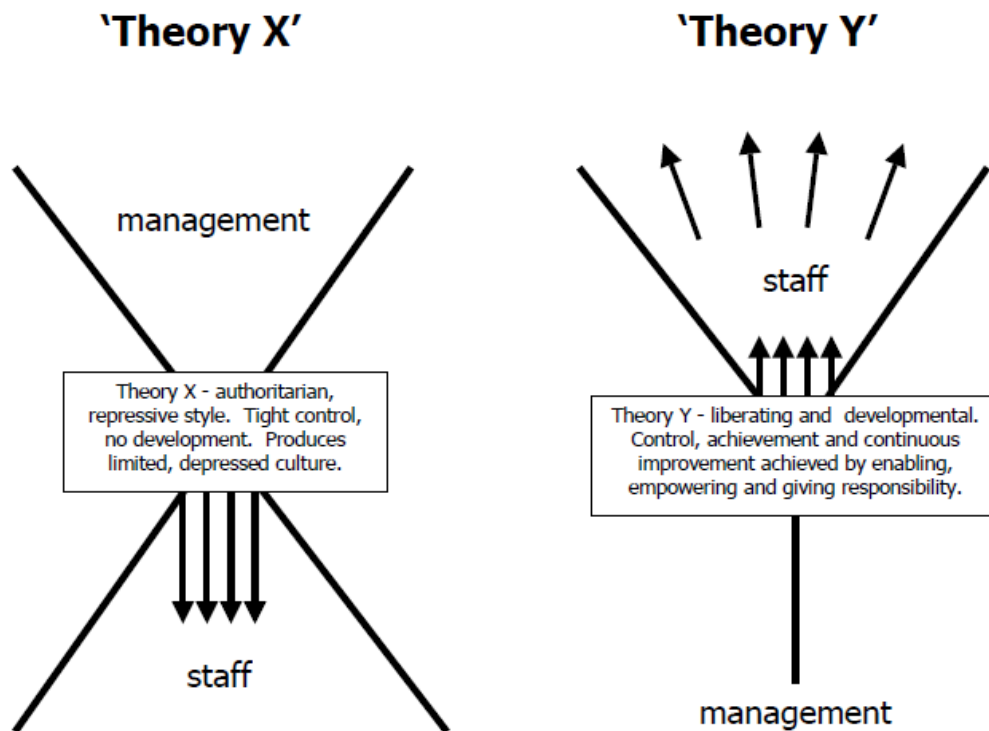 ‘Theory X’
management
Theory X - authoritarian,
repressive style. Tight control,
no development. Produces
limited, depressed culture.
staff
‘Theory Y’
staff
Theory Y - liberating and developmental.
Control, achievement and continuous
improvement achieved by enabling,
empowering and giving responsibility.
management